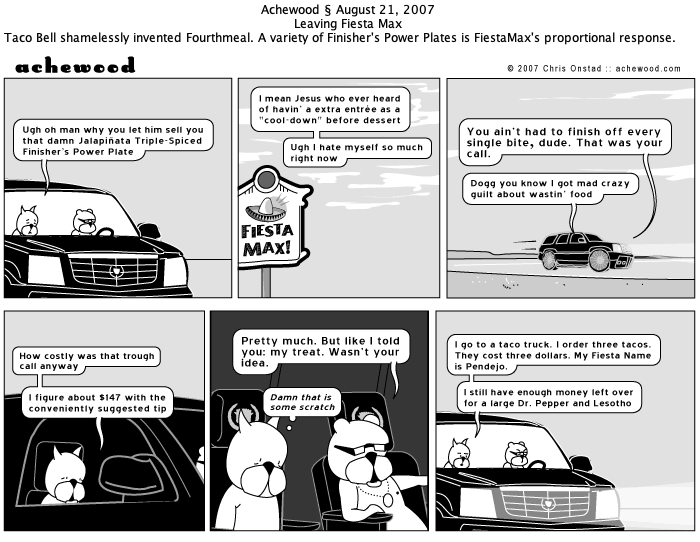 Achewood § August 21, 2007
Leaving Fiesta Max
Taco Bell shamelessly invented Fourthmeal. A variety of Finisher's Power Plates is FiestaMax's proportional response.
achewood
© 2007 Chris Onstad :: achewood.com
Ugh oh man why you let him sell you
that damn Jalapiñata Triple-Spiced
Finisher's Power Plate
I mean Jesus who ever heard
of havin' a extra entrée as a
"cool-down" before dessert
Ugh I hate myself so much
right now
FIESTA
MAX!
You ain't had to finish off every
single bite, dude. That was your
call.
Dogg you know I got mad crazy
guilt about wastin' food
How costly was that trough
call anyway
I figure about $147 with the
conveniently suggested tip
Pretty much. But like I told
you: my treat. Wasn't your
idea.
Damn that is
some scratch
I go to a taco truck. I order three tacos.
They cost three dollars. My Fiesta Name
is Pendejo.
I still have enough money left over
for a large Dr. Pepper and Lesotho